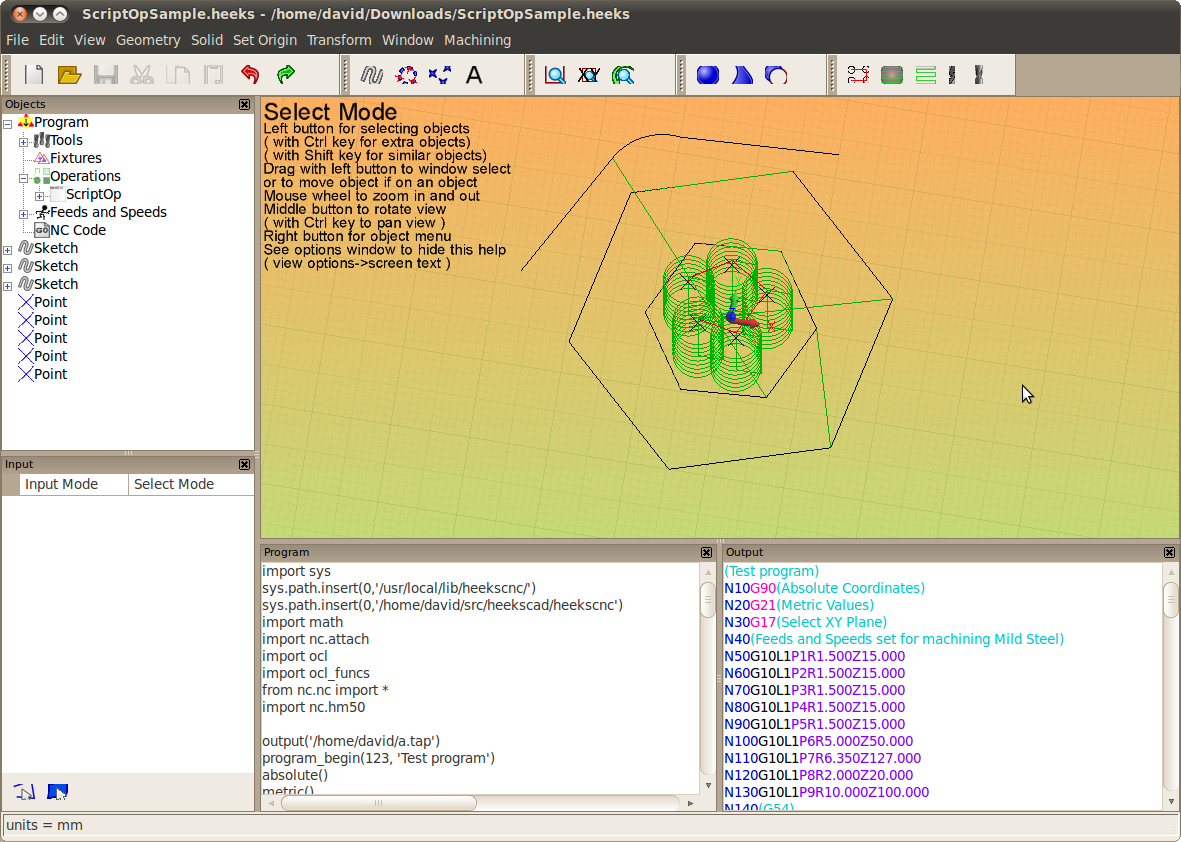 ScriptOpSample.heeks - /home/david/Downloads/ScriptOpSample.heeks
File Edit View Geometry Solid Set Origin Transform Window Machining
A XXY
Objects
Program
Tools
Fixtures
Operations
ScriptOp
Feeds and Speeds
G0 NC Code
Sketch
Sketch
Sketch
Point
Point
Point
Point
Point
Input
Input Mode Select Mode
Select Mode
Left button for selecting objects
( with Ctrl key for extra objects)
( with Shift key for similar objects)
Drag with left button to window select
or to move object if on an object
Mouse wheel to zoom in and out
Middle button to rotate view
( with Ctrl key to pan view )
Right button for object menu
See options window to hide this help
( view options->screen text )
Program
import sys
sys.path.insert(0,'/usr/local/lib/heekscnc/')
sys.path.insert(0,'/home/david/src/heekscad/heekscnc')
import math
import nc.attach
import ocl
import ocl_funcs
from nc.nc import *
import nc.hm50
output('/home/david/a.tap')
program_begin(123, 'Test program')
absolute()
metric()
Output
(Test program)
N10G90(Absolute Coordinates)
N20G21(Metric Values)
N30G17(Select XY Plane)
N40(Feeds and Speeds set for machining Mild Steel)
N50G10L1P1R1.500Z15.000
N60G10L1P2R1.500Z15.000
N70G10L1P3R1.500Z15.000
N80G10L1P4R1.500Z15.000
N90G10L1P5R1.500Z15.000
N100G10L1P6R5.000Z50.000
N110G10L1P7R6.350Z127.000
N120G10L1P8R2.000Z20.000
N130G10L1P9R10.000Z100.000
N140(G54)
units = mm